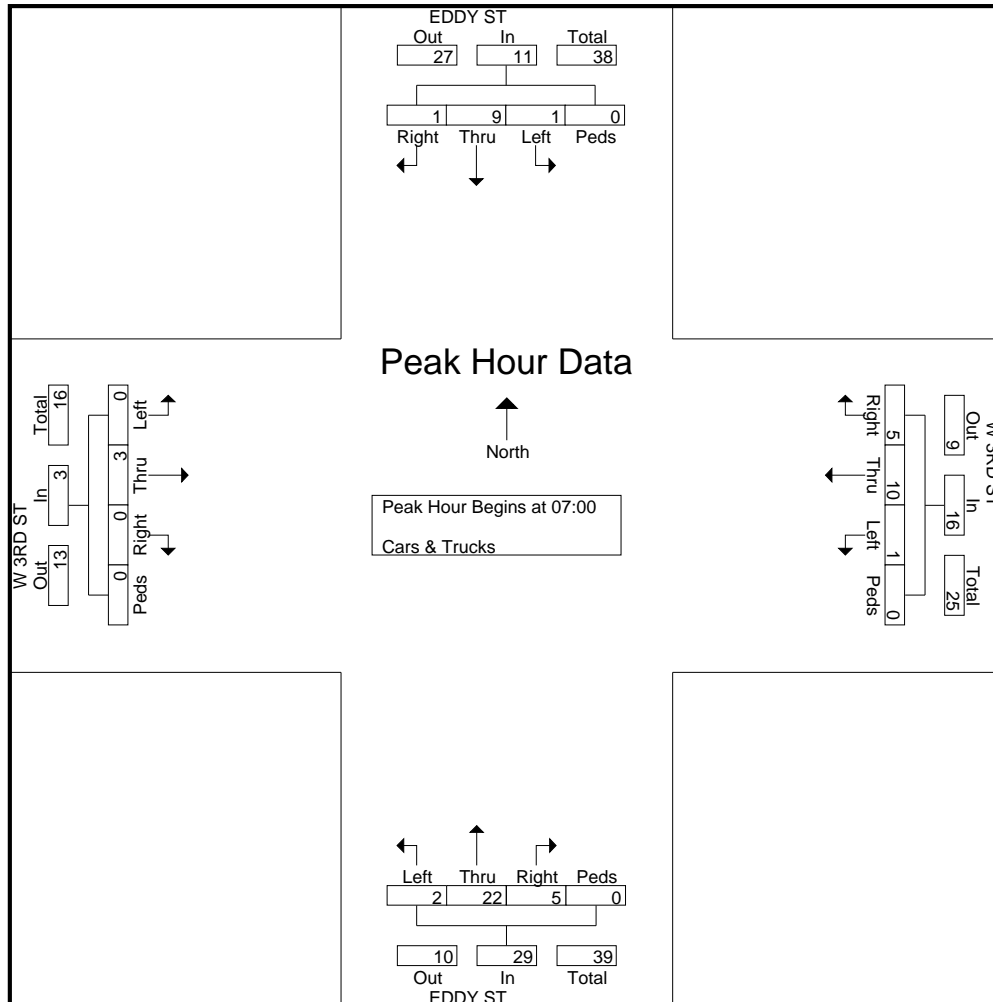 EDDY ST
Out In Total
27 11 38
1 9 1 0
Right Thru Left Peds
Peak Hour Data
North
Peak Hour Begins at 07:00
Cars & Trucks
W 3RD ST
Total In Out
16 3 13
0 3 0 0
Left Thru Right Peds
W 3RD ST
Out In Total
9 16 25
5 10 1 0
Right Thru Left Peds
Left Thru Right Peds
2 22 5 0
10 29 39
Out In Total
EDDY ST